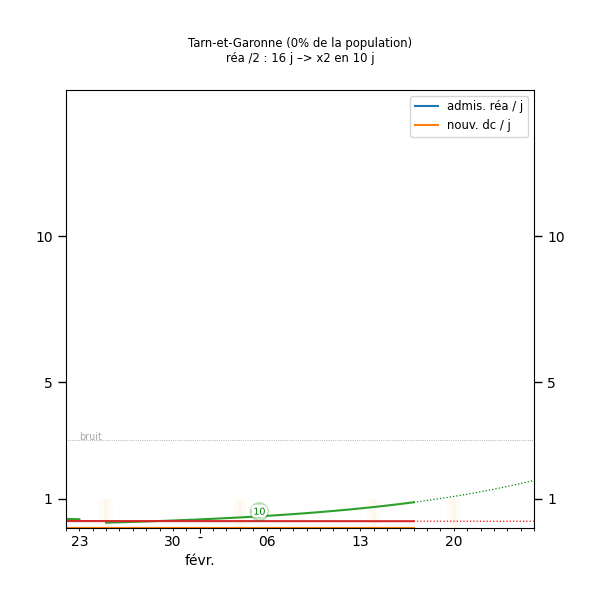 Tarn-et-Garonne (0% de la population)
réa /2 : 16 j –> x2 en 10 j
admis. réa / j
nouv. dc / j
10
10
5
5
bruit
1
1
10
23
30
-
06
13
20
févr.